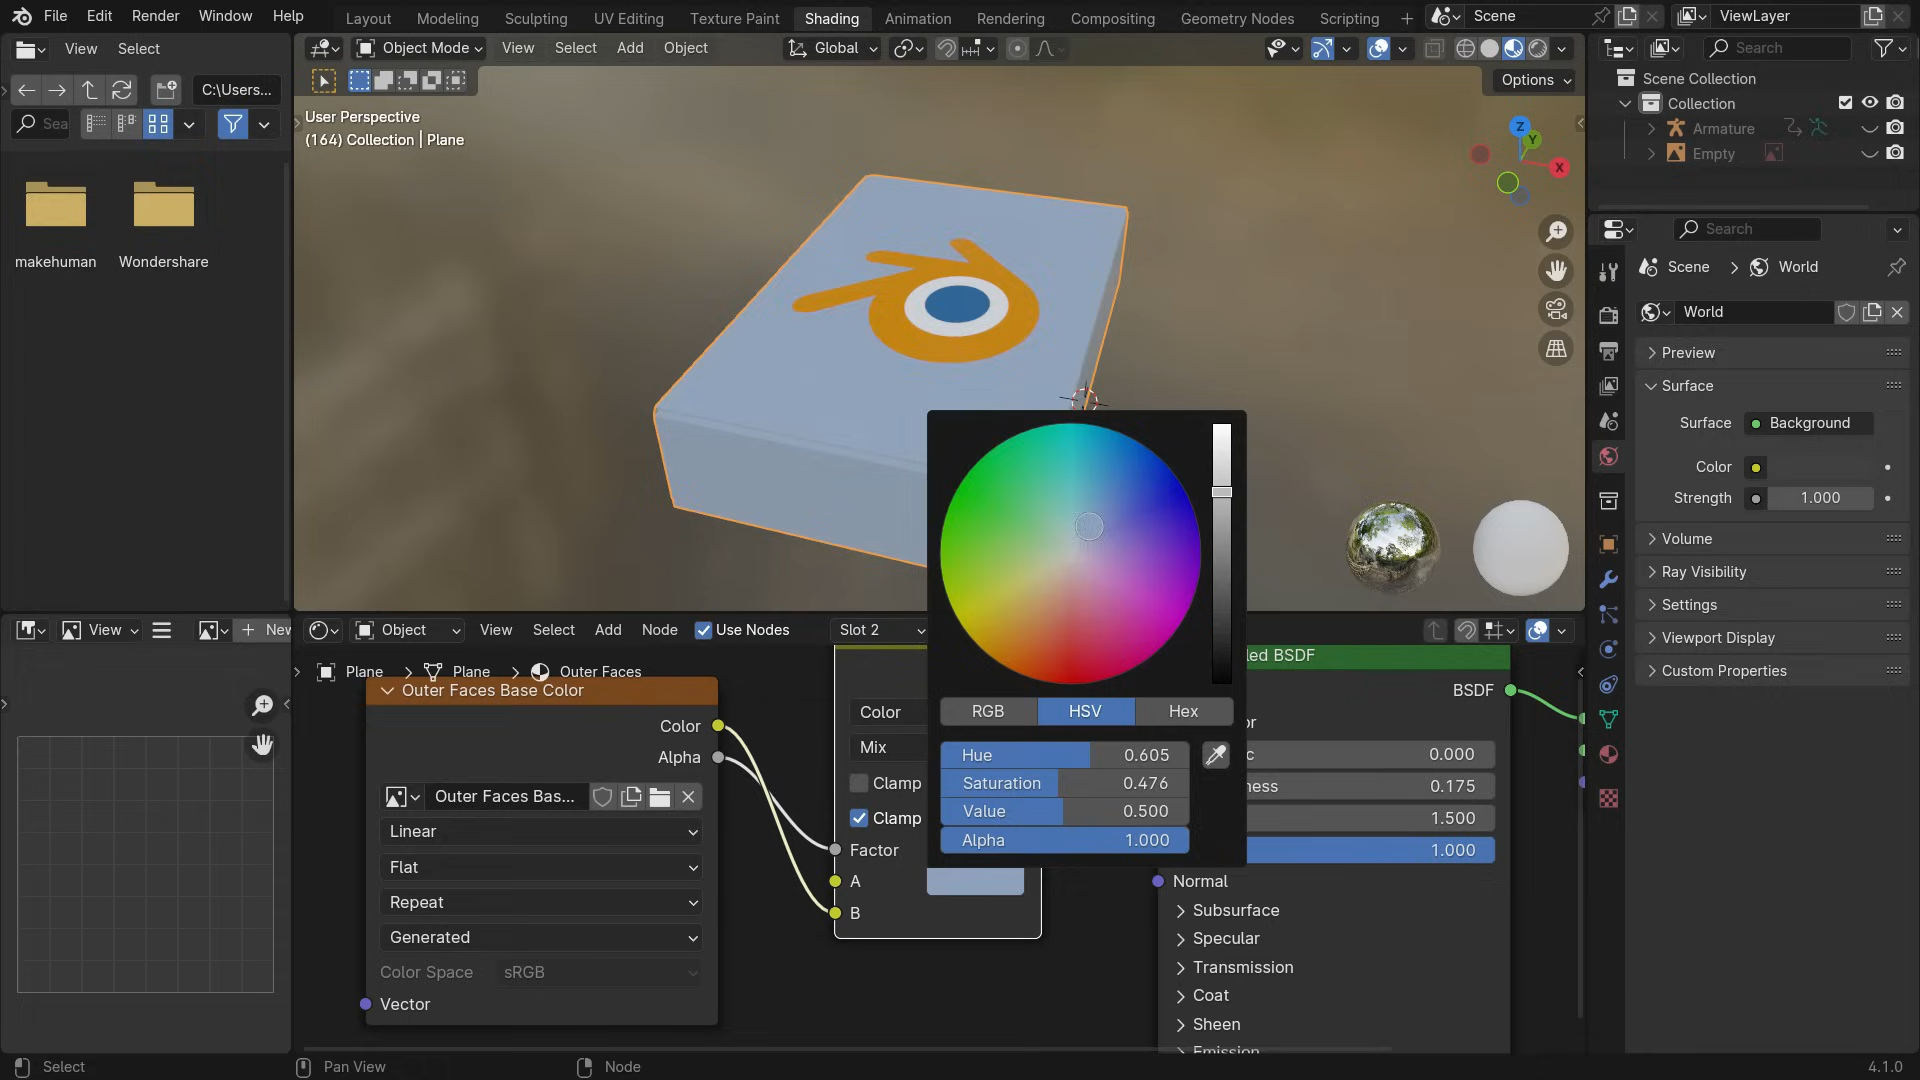 File Edit Render Window Help
Layout Modeling Sculpting UV Editing Texture Paint Shading Animation Rendering Compositing Geometry Nodes Scripting
Scene
ViewLayer
View Select
C:\Users...
Sea
makehuman Wondershare
Object Mode View Select Add Object
Global
Options
User Perspective
(164) Collection | Plane
Z
Y
X
Search
Scene Collection
Collection
Armature
Empty
Search
Scene World
World
Preview
Surface
Surface Background
Color
Strength 1.000
Volume
Ray Visibility
Settings
Viewport Display
Custom Properties
View New
Object View Select Add Node Use Nodes Slot 2
Plane Plane Outer Faces
Outer Faces Base Color
Color
Alpha
Outer Faces Bas...
Linear
Flat
Repeat
Generated
Color Space sRGB
Vector
Color
Mix
Clamp
Clamp
Factor
A
B
RGB HSV Hex
Hue 0.605
Saturation 0.476
Value 0.500
Alpha 1.000
led BSDF
BSDF
or
c 0.000
ness 0.175
1.500
1.000
Normal
Subsurface
Specular
Transmission
Coat
Sheen
Emission
Select Pan View Node 4.1.0